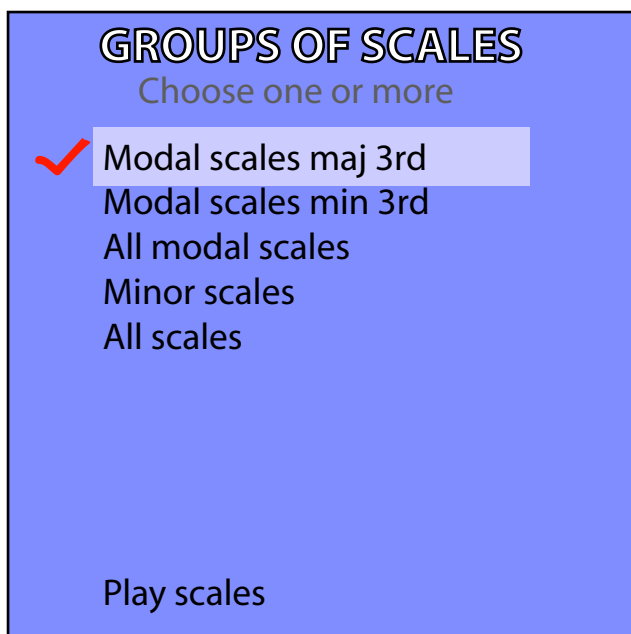 GROUPS OF SCALES
Choose one or more
Modal scales maj 3rd
Modal scales min 3rd
All modal scales
Minor scales
All scales
Play scales